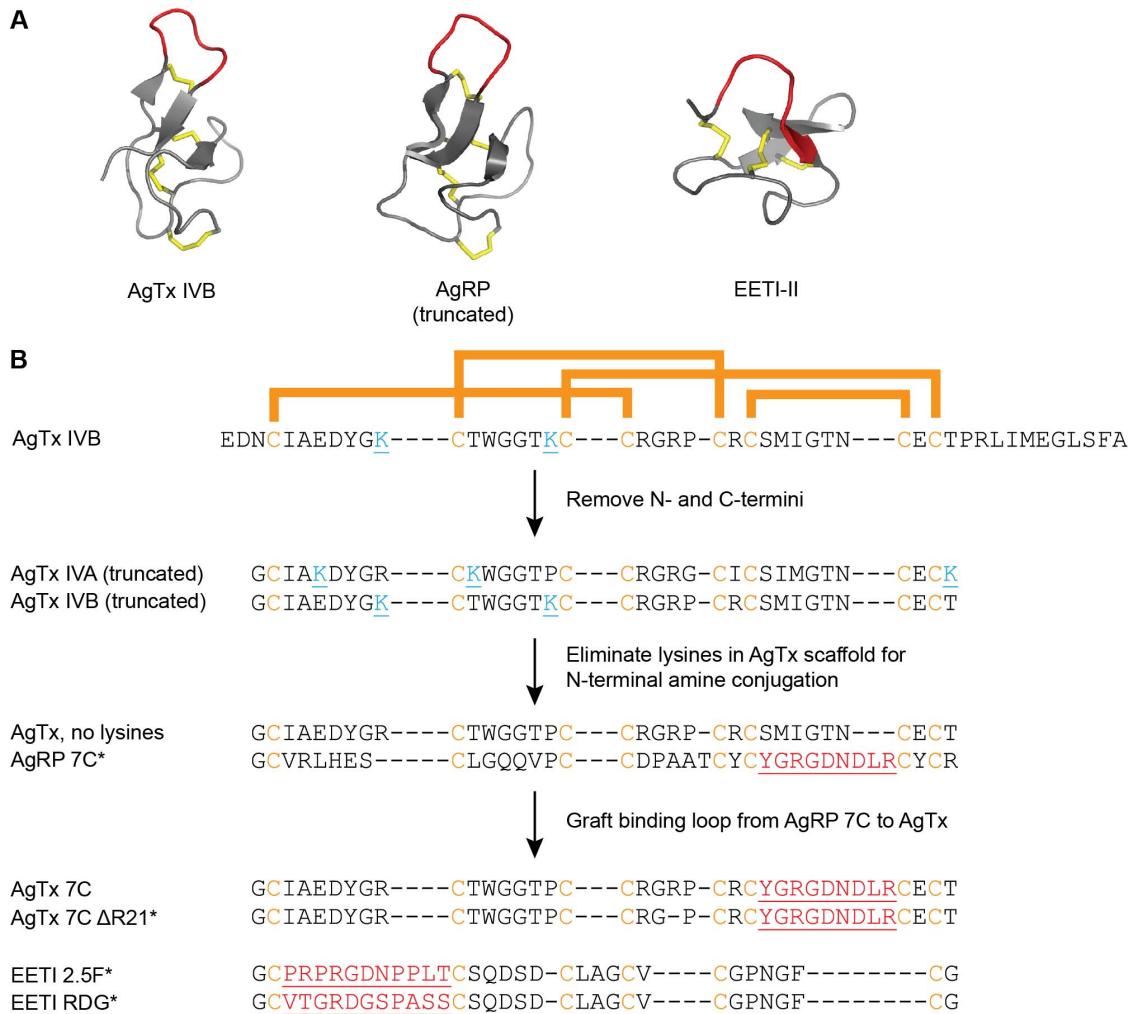 A
AgTx IVB
AgRP
(truncated)
EETI-II
B
AgTx IVB EDNCIAEDYGK----CTWGGTKC---CRGRP-CRCSMIGTN---CECTPRLIMEGLSFA
Remove N- and C-termini
AgTx IVA (truncated) GCIAKDYGR----CKWGGTPC---CRGRG-CICSIMGTN---CECK
AgTx IVB (truncated) GCIAEDYGK----CTWGGTKC---CRGRP-CRCSMIGTN---CECT
Eliminate lysines in AgTx scaffold for
N-terminal amine conjugation
AgTx, no lysines GCIAEDYGR----CTWGGTPC---CRGRP-CRCSMIGTN---CECT
AgRP 7C* GCVRLHES-----CLGQQVPC---CDPAATCYCYGRGDNDLRCYCR
Graft binding loop from AgRP 7C to AgTx
AgTx 7C GCIAEDYGR----CTWGGTPC---CRGRP-CRCYGRGDNDLRCECT
AgTx 7C ΔR21* GCIAEDYGR----CTWGGTPC---CRG-P-CRCYGRGDNDLRCECT
EETI 2.5F* GCPRPRGDNPPLTCSQDSD-CLAGCV----CGPNGF--------CG
EETI RDG* GCVTGRDGSPASSCSQDSD-CLAGCV----CGPNGF--------CG